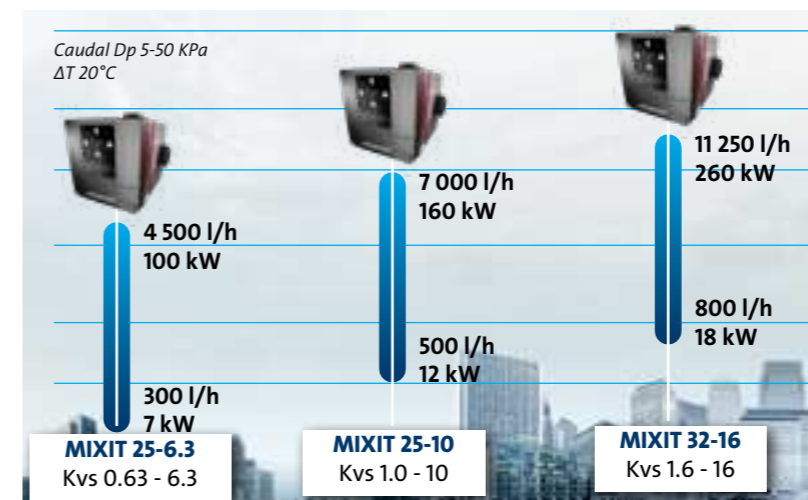 Caudal Dp 5-50 KPa
ΔT 20°C
4 500 l/h
100 kW
300 l/h
7 kW
MIXIT 25-6.3
Kvs 0.63 - 6.3
7 000 l/h
160 kW
500 l/h
12 kW
MIXIT 25-10
Kvs 1.0 - 10
11 250 l/h
260 kW
800 l/h
18 kW
MIXIT 32-16
Kvs 1.6 - 16